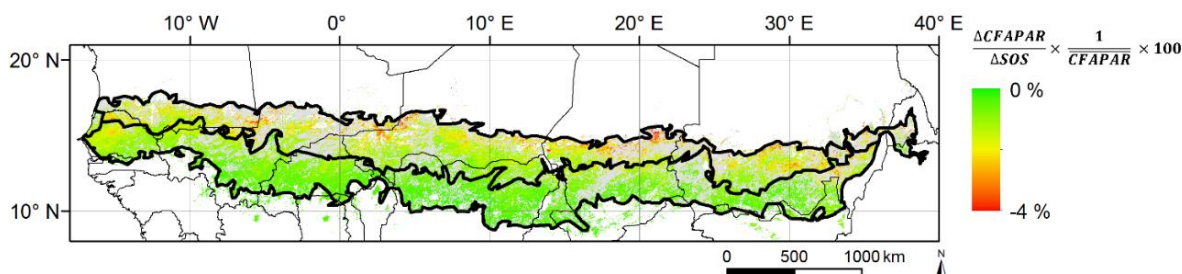 10° W 0° 10° E 20° E 30° E 40° E
20° N
10° N
ΔCFAPAR / ΔSOS × 1 / \overline{CFAPAR} × 100
0 %
-4 %
0 500 1000 km
N